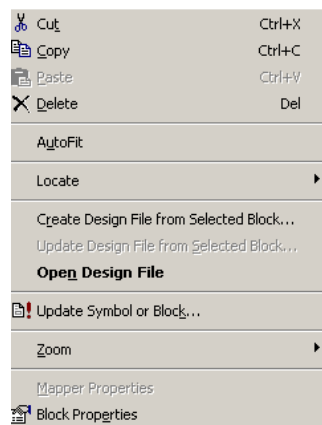 Cut Ctrl+X
Copy Ctrl+C
Paste Ctrl+V
Delete Del
AutoFit
Locate
Create Design File from Selected Block...
Update Design File from Selected Block...
Open Design File
Update Symbol or Block...
Zoom
Mapper Properties
Block Properties